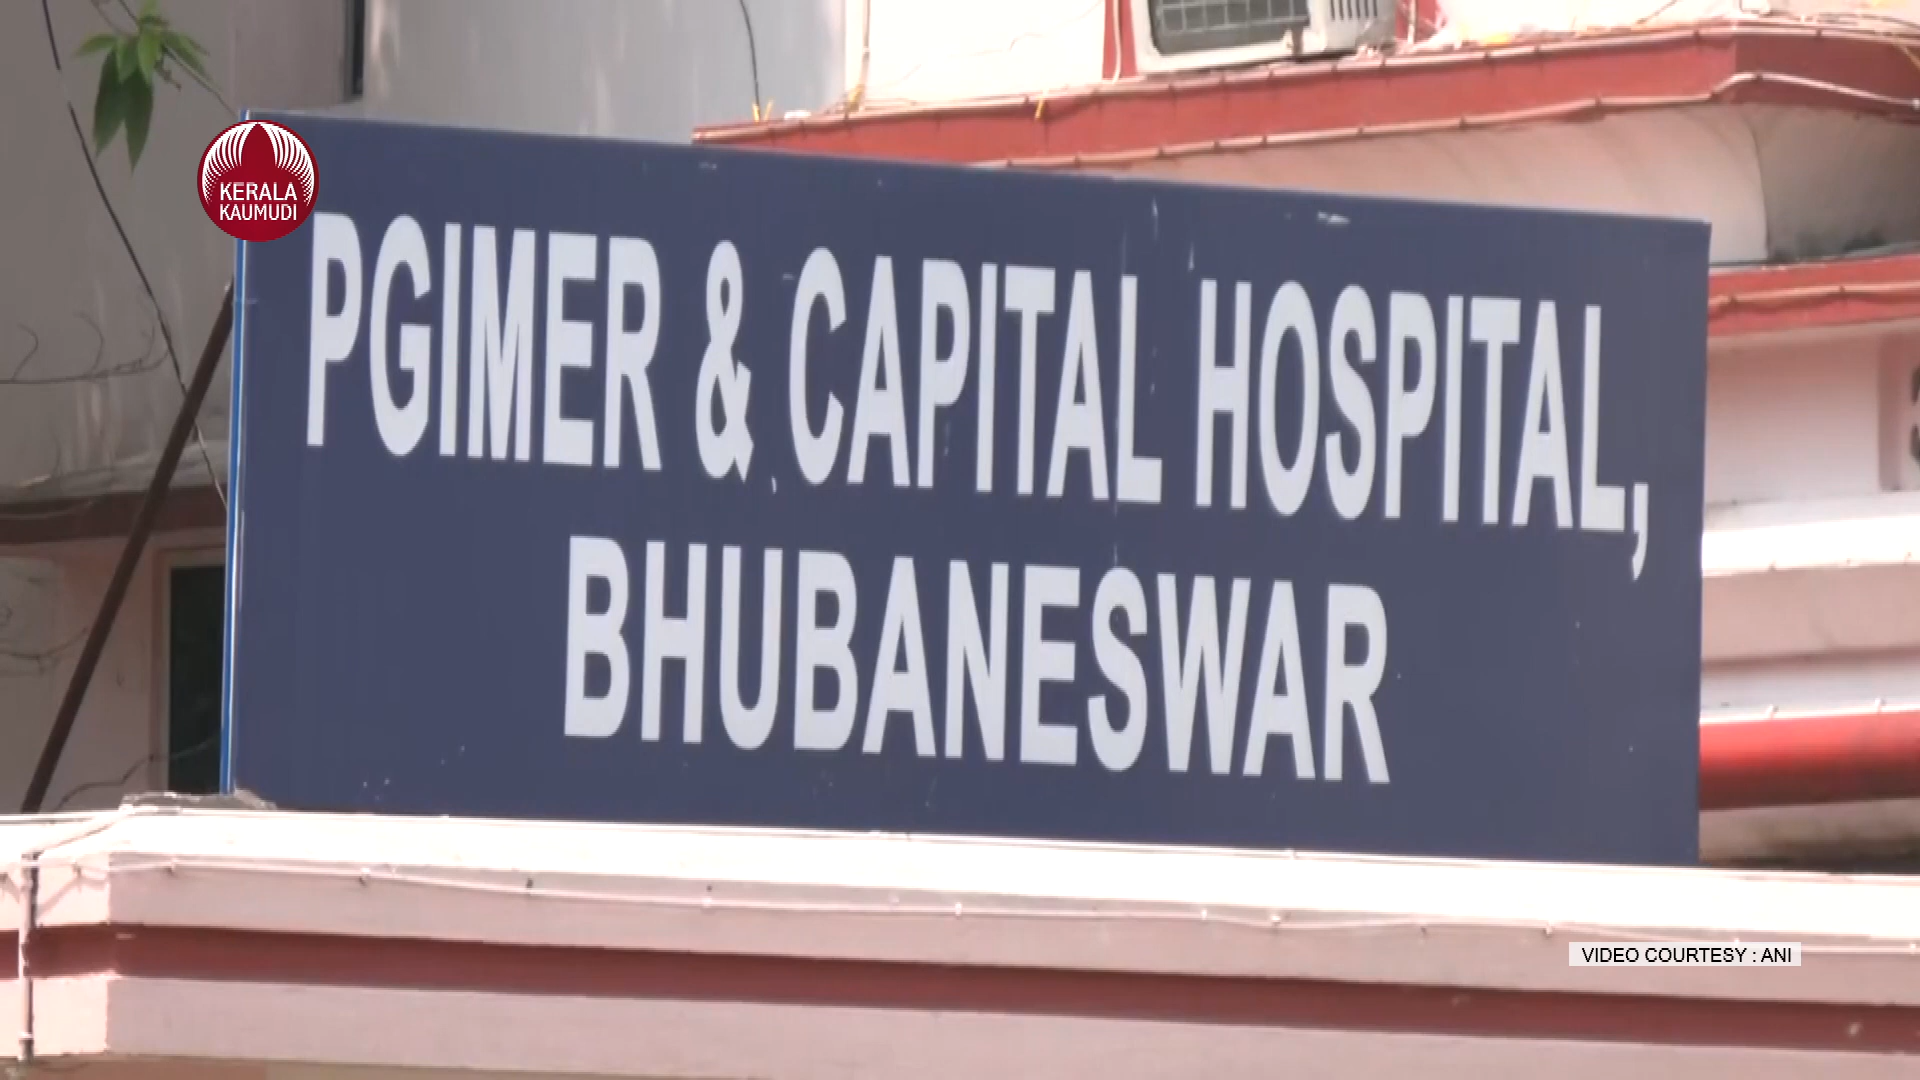 KERALA
KAUMUDI
PGIMER & CAPITAL HOSPITAL,
BHUBANESWAR
VIDEO COURTESY : ANI